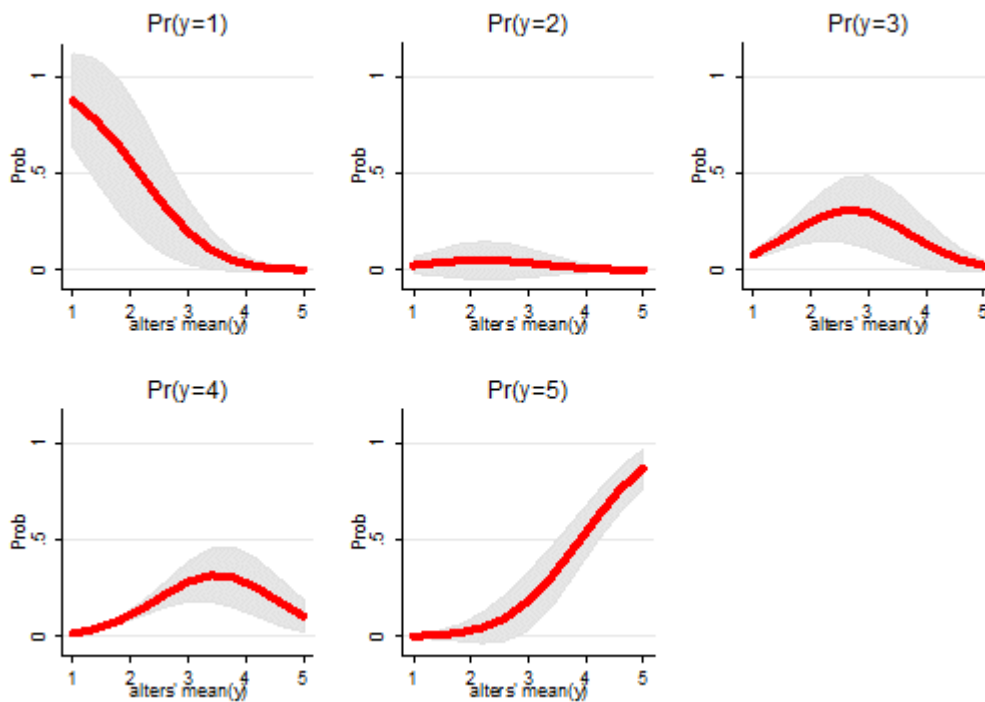 Pr(y=1)
Prob
1
.5
0
1 2 3 4 5
alters' mean(y)
Pr(y=2)
Prob
1
.5
0
1 2 3 4 5
alters' mean(y)
Pr(y=3)
Prob
1
.5
0
1 2 3 4 5
alters' mean(y)
Pr(y=4)
Prob
1
.5
0
1 2 3 4 5
alters' mean(y)
Pr(y=5)
Prob
1
.5
0
1 2 3 4 5
alters' mean(y)